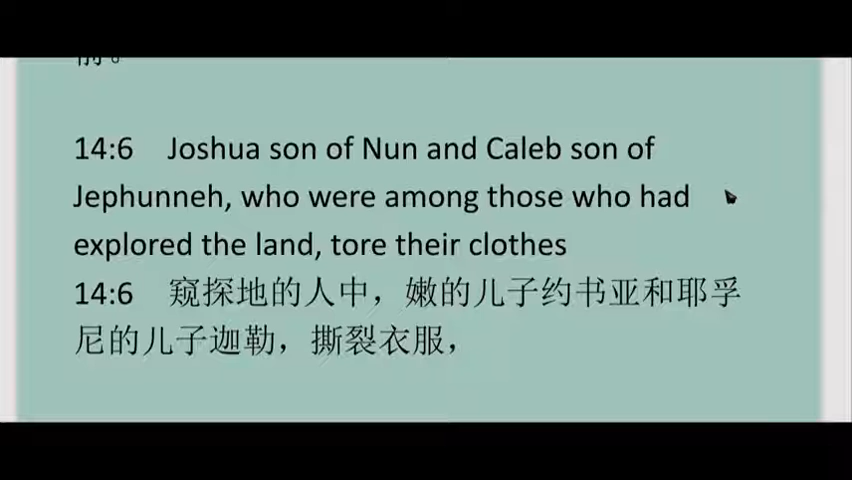 前。
14:6 Joshua son of Nun and Caleb son of
Jephunneh, who were among those who had
explored the land, tore their clothes
14:6 窥探地的人中，嫩的儿子约书亚和耶孚
尼的儿子迦勒，撕裂衣服，